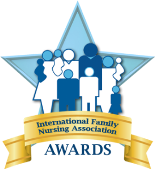 International Family
Nursing Association
AWARDS